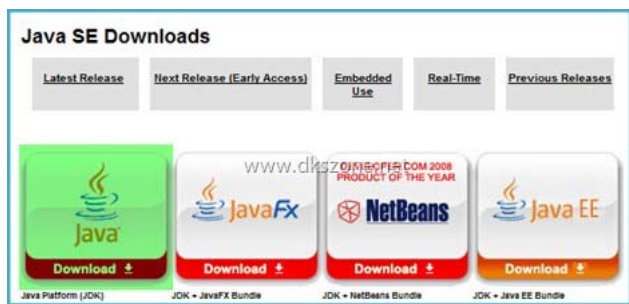 Java SE Downloads
Latest Release
Next Release (Early Access)
Embedded
Use
Real-Time
Previous Releases
www.dkszone.net
Java
JavaFX
DEVELOPER.COM 2008
PRODUCT OF THE YEAR
NetBeans
Java EE
Download
Download
Download
Download
Java Platform (JDK)
JDK + JavaFX Bundle
JDK + NetBeans Bundle
JDK + Java EE Bundle